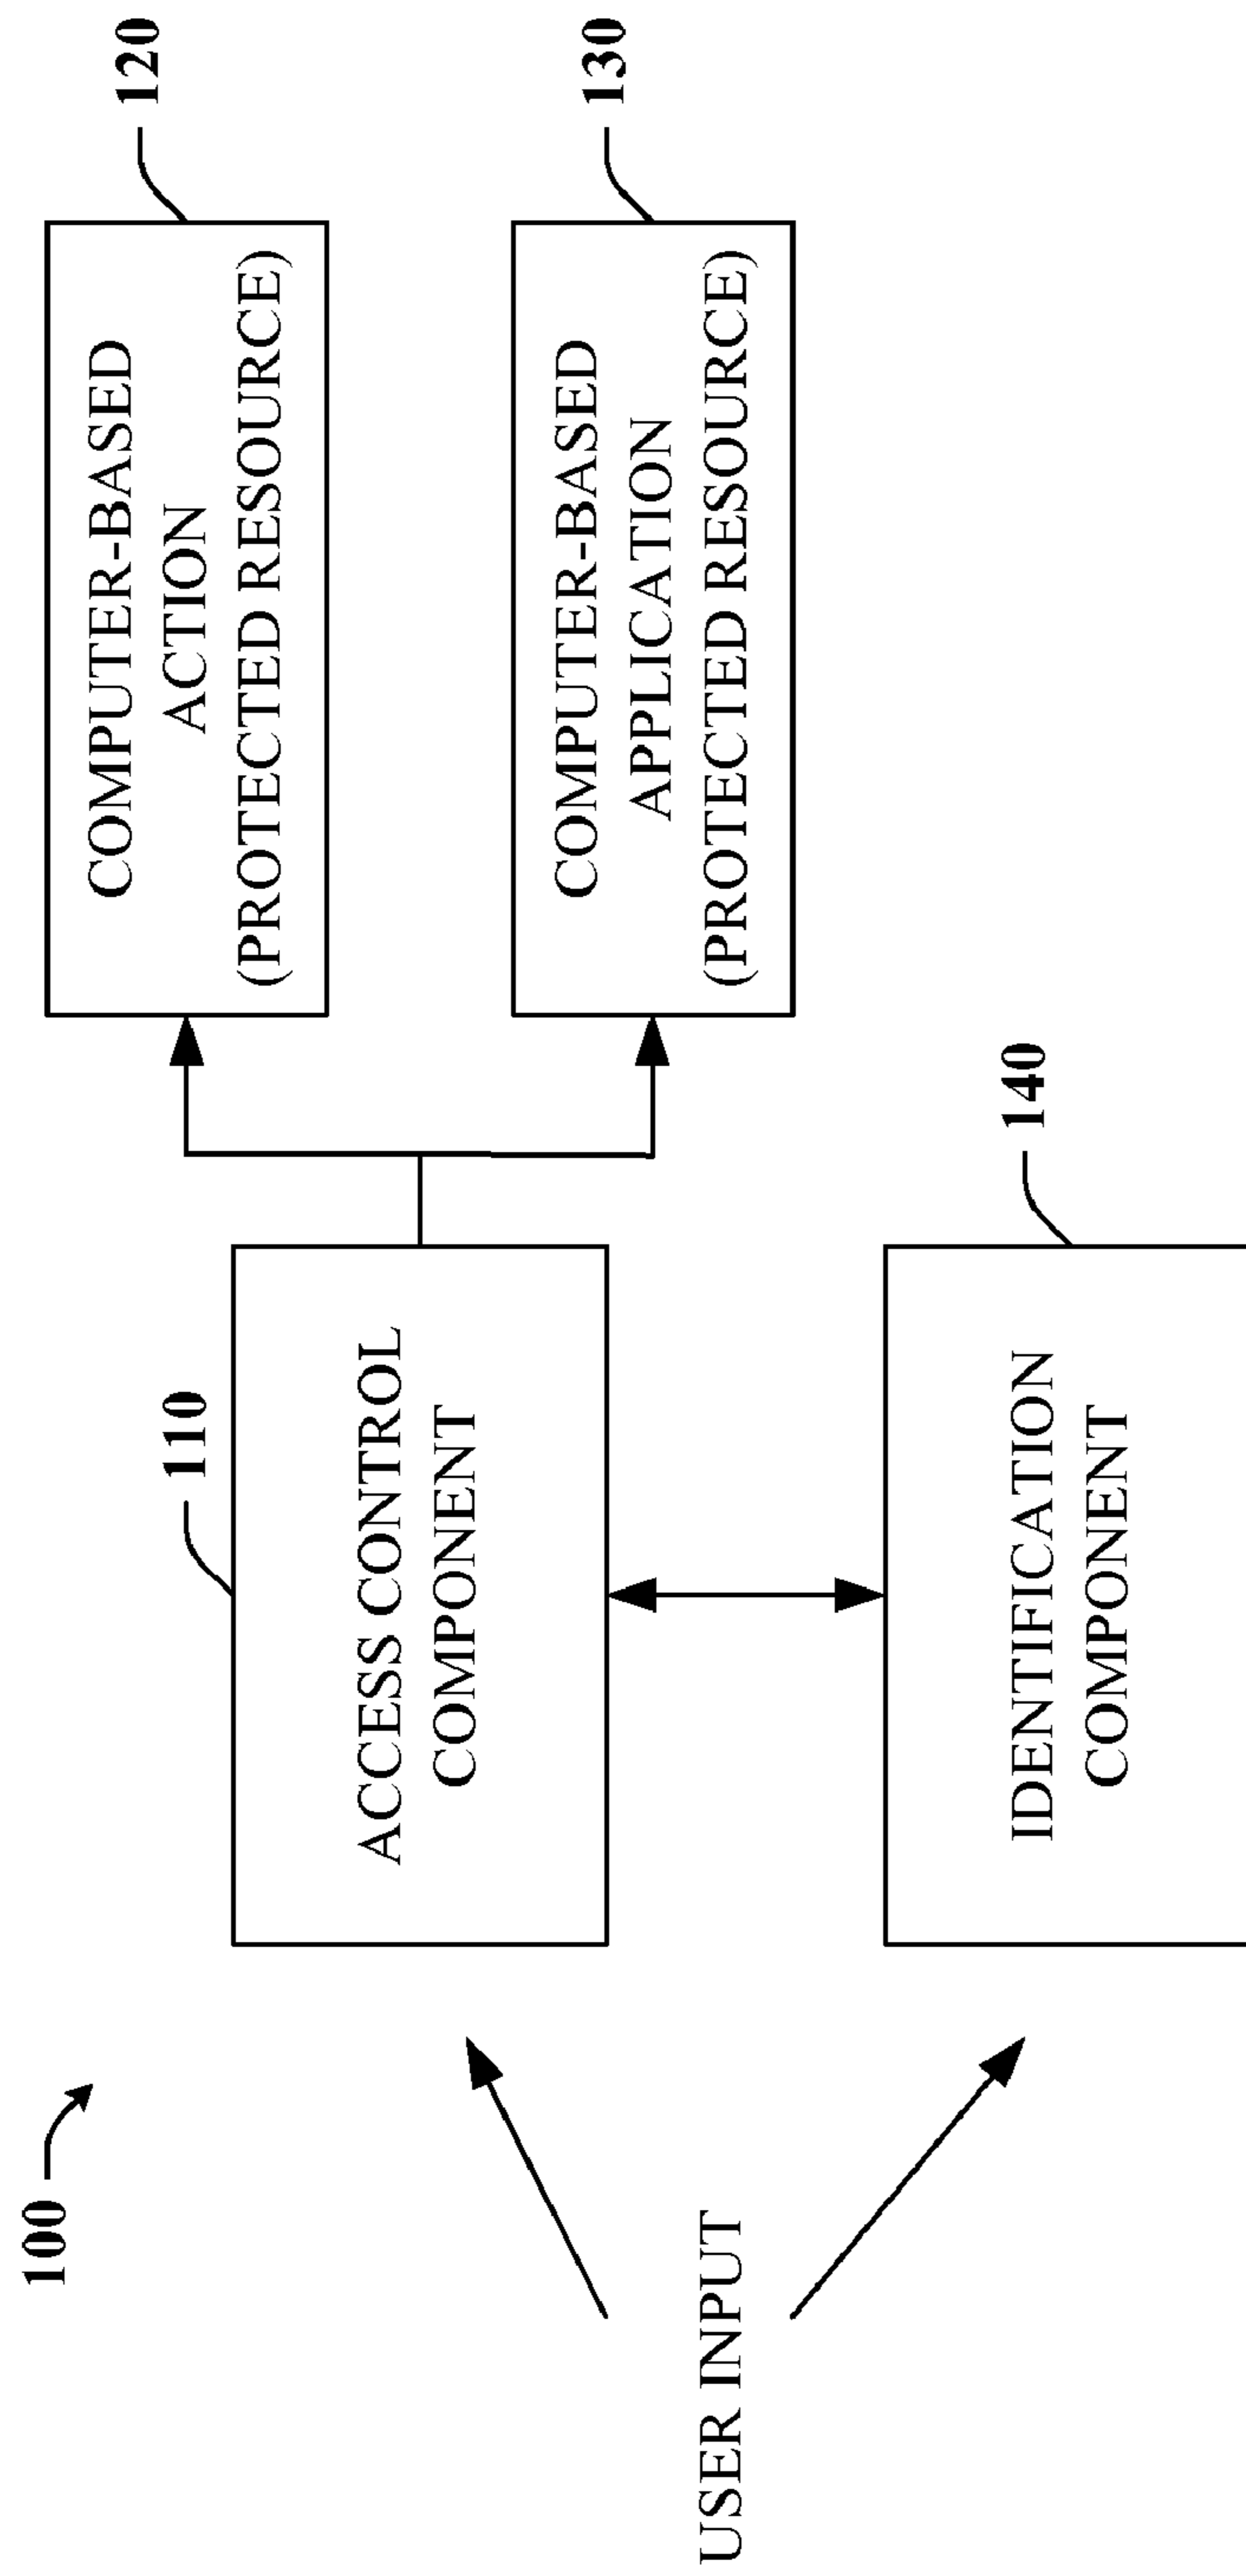 100
110
120
130
140
USER INPUT
ACCESS CONTROL
COMPONENT
COMPUTER-BASED
ACTION
(PROTECTED RESOURCE)
COMPUTER-BASED
APPLICATION
(PROTECTED RESOURCE)
IDENTIFICATION
COMPONENT